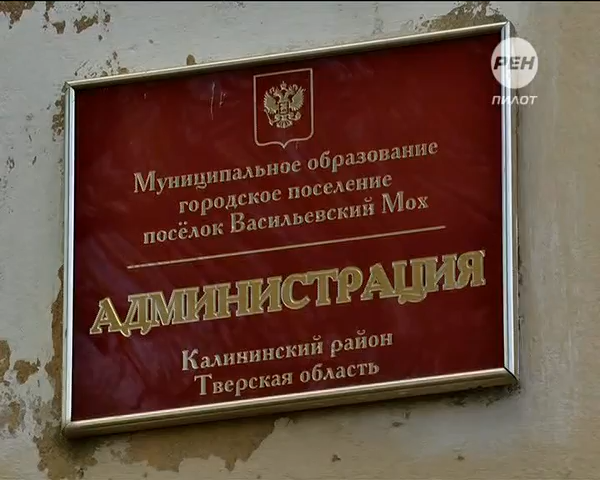 РЕН
ПИЛОТ
Муниципальное образование
городское поселение
посёлок Васильевский Мох
АДМИНИСТРАЦИЯ
Калининский район
Тверская область